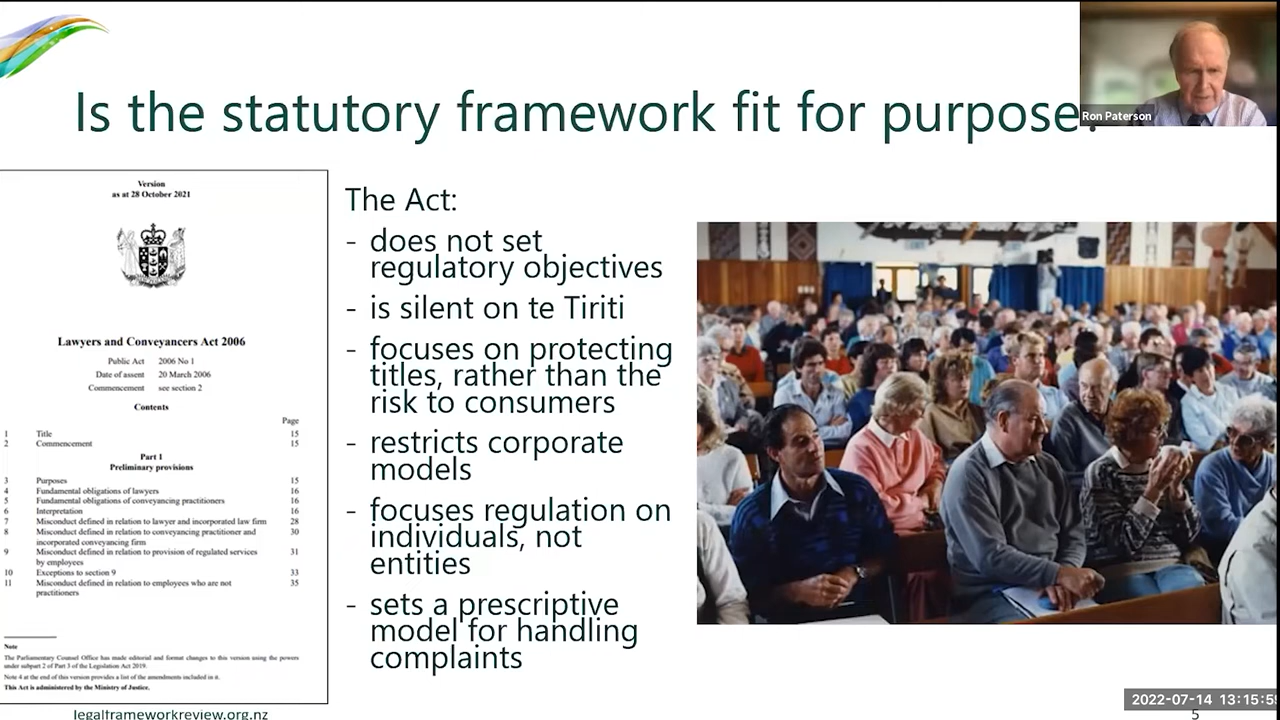 Ron Paterson
Is the statutory framework fit for purpose
Version
as at 28 October 2021
Lawyers and Conveyancers Act 2006
Public Act 2006 No 1
Date of assent 20 March 2006
Commencement see section 2
Contents
Page
1 Title 15
2 Commencement 15
Part 1
Preliminary provisions
3 Purposes 15
4 Fundamental obligations of lawyers 16
5 Fundamental obligations of conveyancing practitioners 16
6 Interpretation 16
7 Misconduct defined in relation to lawyer and incorporated law firm 28
8 Misconduct defined in relation to conveyancing practitioner and 30
incorporated conveyancing firm
9 Misconduct defined in relation to provision of regulated services 31
by employees
10 Exceptions to section 9 33
11 Misconduct defined in relation to employees who are not 35
practitioners
Note
The Parliamentary Counsel Office has made editorial and format changes to this version using the powers
under subpart 2 of Part 3 of the Legislation Act 2019.
Note 4 at the end of this version provides a list of the amendments included in it.
This Act is administered by the Ministry of Justice.
The Act:
- does not set
regulatory objectives
- is silent on te Tiriti
- focuses on protecting
titles, rather than the
risk to consumers
- restricts corporate
models
- focuses regulation on
individuals, not
entities
- sets a prescriptive
model for handling
complaints
legalframeworkreview.org.nz
2022-07-14 13:15:5
5